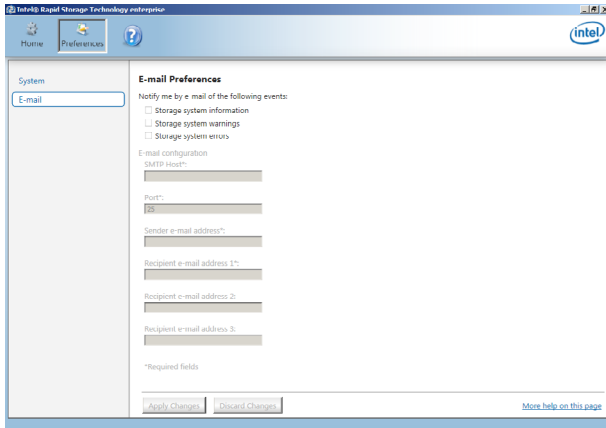 Intel® Rapid Storage Technology enterprise
Home
Preferences
?
intel
System
E-mail
E-mail Preferences
Notify me by e-mail of the following events:
Storage system information
Storage system warnings
Storage system errors
E-mail configuration
SMTP Host*:
Port*:
25
Sender e-mail address*:
Recipient e-mail address 1*:
Recipient e-mail address 2:
Recipient e-mail address 3:
*Required fields
Apply Changes
Discard Changes
More help on this page